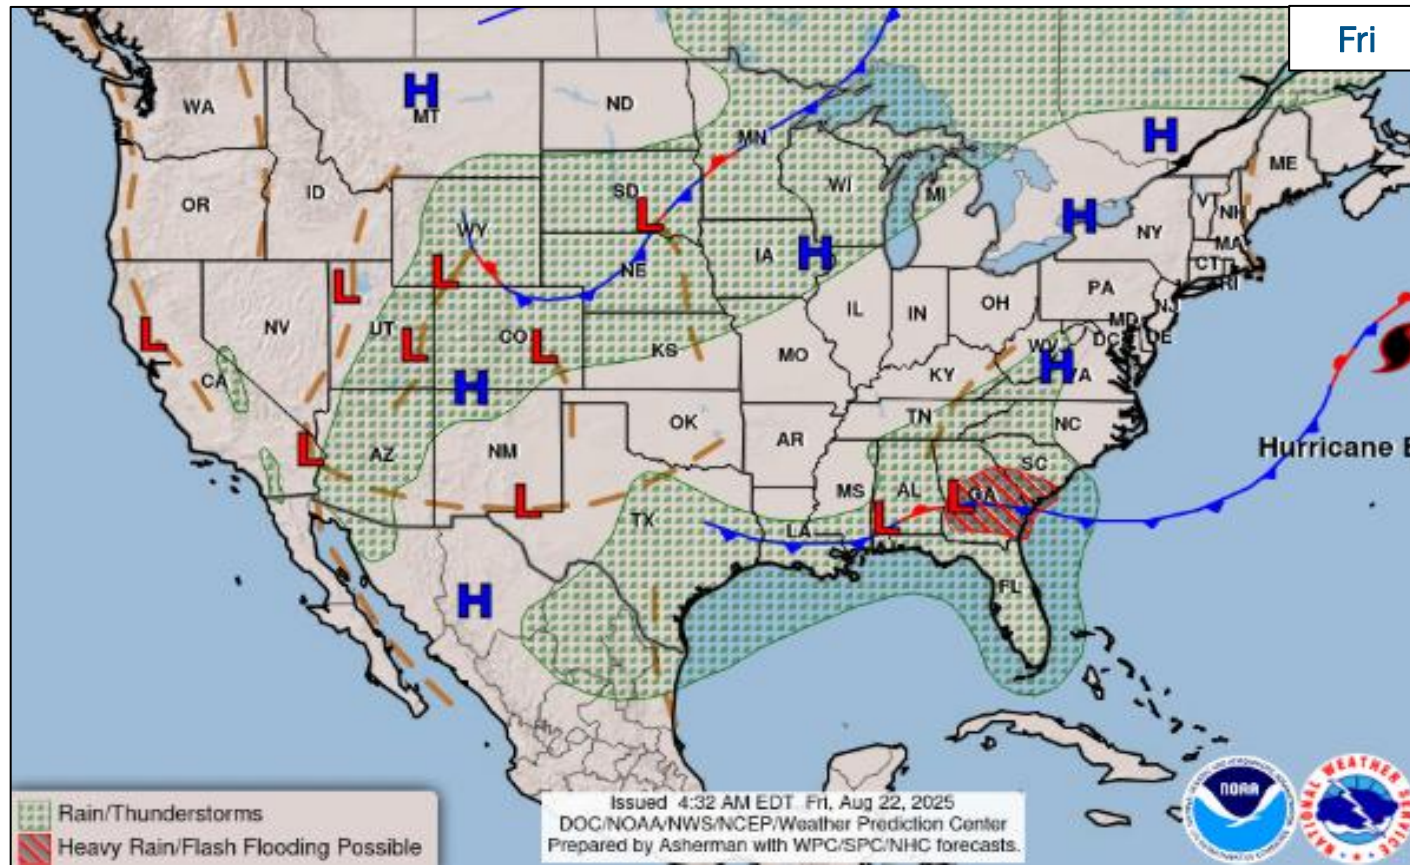 Fri
H
MT
WA
ND
MN
H
ME
OR
ID
SD
L
WI
MI
VT
NH
H
NY
MA
CT
RI
WY
L
L
NE
IA
H
PA
NJ
L
NV
UT
L
CO
L
KS
IL
IN
OH
MD
DC
DE
WV
H
VA
CA
H
MO
KY
L
AZ
NM
OK
AR
TN
NC
Hurricane E
L
TX
LA
MS
AL
L
L
GA
SC
FL
H
Rain/Thunderstorms
Heavy Rain/Flash Flooding Possible
Issued 4:32 AM EDT Fri, Aug 22, 2025
DOC/NOAA/NWS/NCEP/Weather Prediction Center
Prepared by Asherman with WPC/SPC/NHC forecasts.
NOAA
NATIONAL WEATHER SERVICE